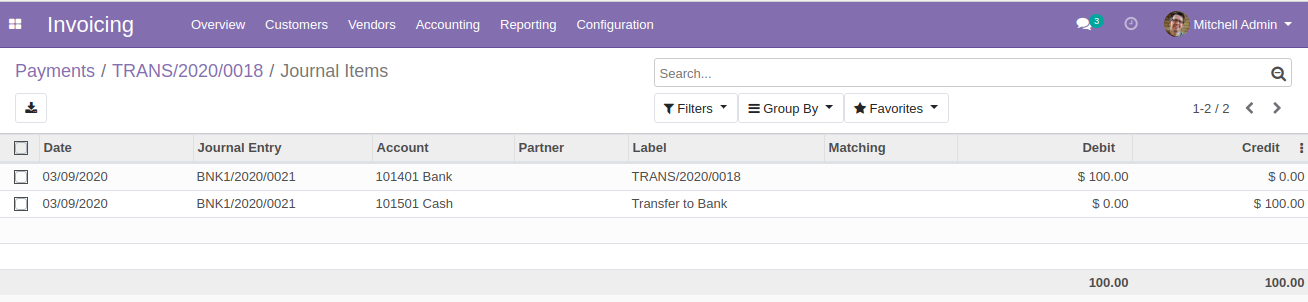 Invoicing Overview Customers Vendors Accounting Reporting Configuration 3 Mitchell Admin
Payments / TRANS/2020/0018 / Journal Items
Search...
Filters Group By Favorites 1-2 / 2
Date Journal Entry Account Partner Label Matching Debit Credit
03/09/2020 BNK1/2020/0021 101401 Bank TRANS/2020/0018 $ 100.00 $ 0.00
03/09/2020 BNK1/2020/0021 101501 Cash Transfer to Bank $ 0.00 $ 100.00
100.00 100.00